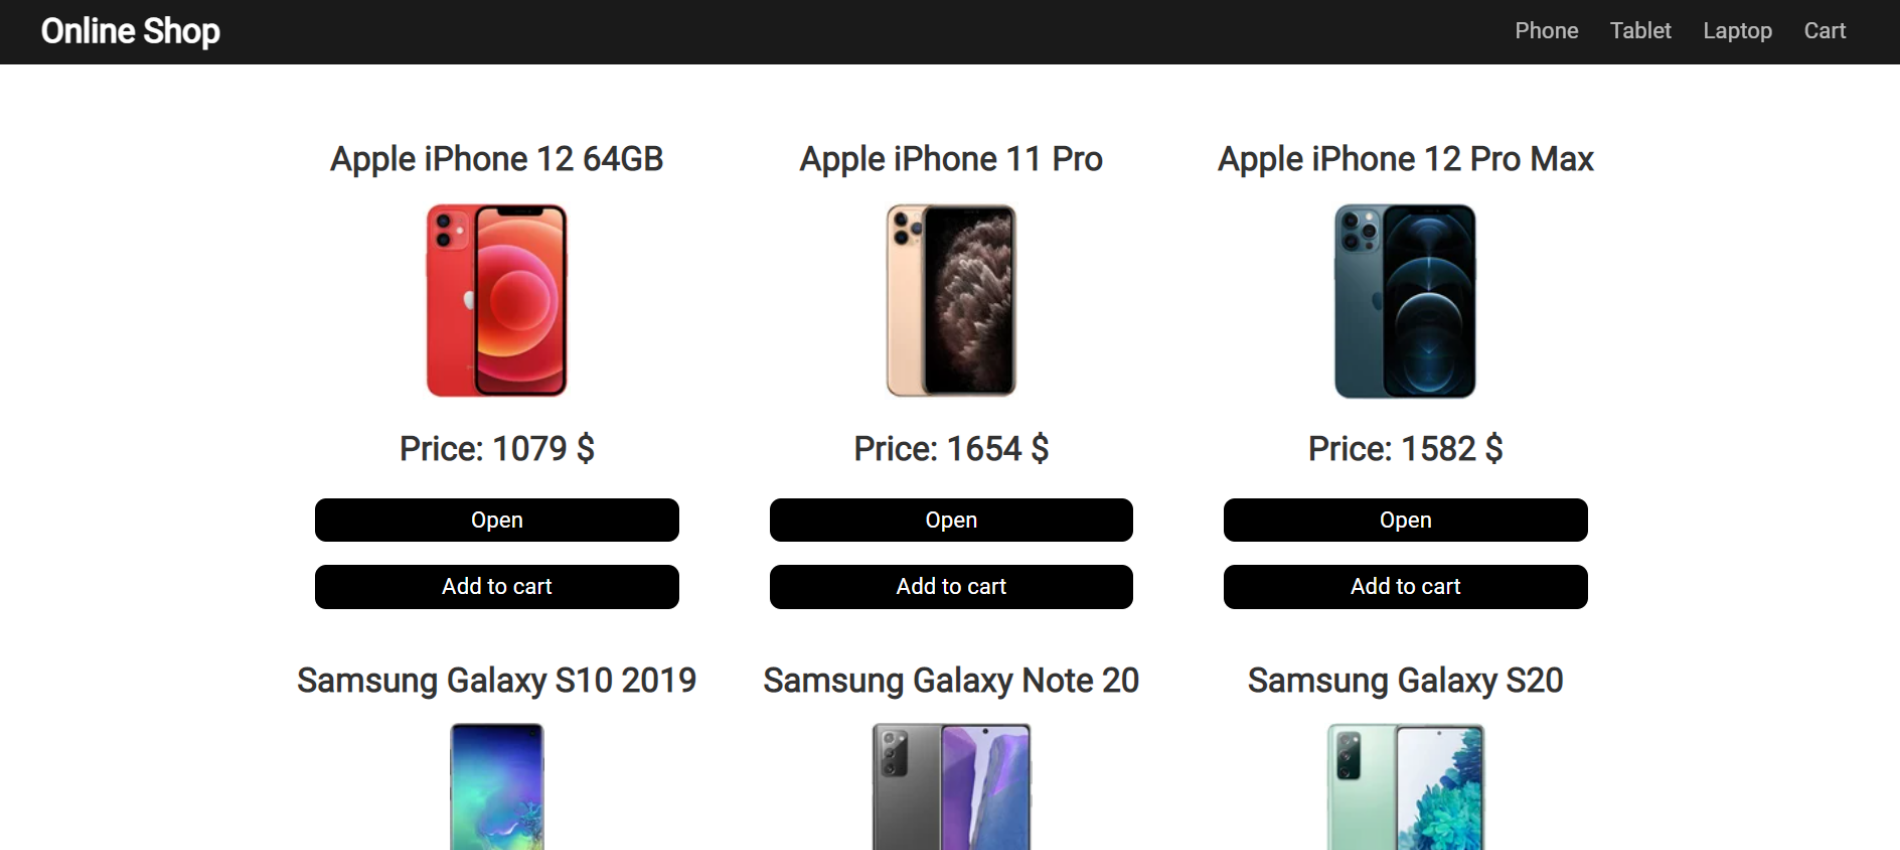 Online Shop
Phone Tablet Laptop Cart
Apple iPhone 12 64GB
Apple iPhone 11 Pro
Apple iPhone 12 Pro Max
Price: 1079 $
Price: 1654 $
Price: 1582 $
Open
Open
Open
Add to cart
Add to cart
Add to cart
Samsung Galaxy S10 2019
Samsung Galaxy Note 20
Samsung Galaxy S20